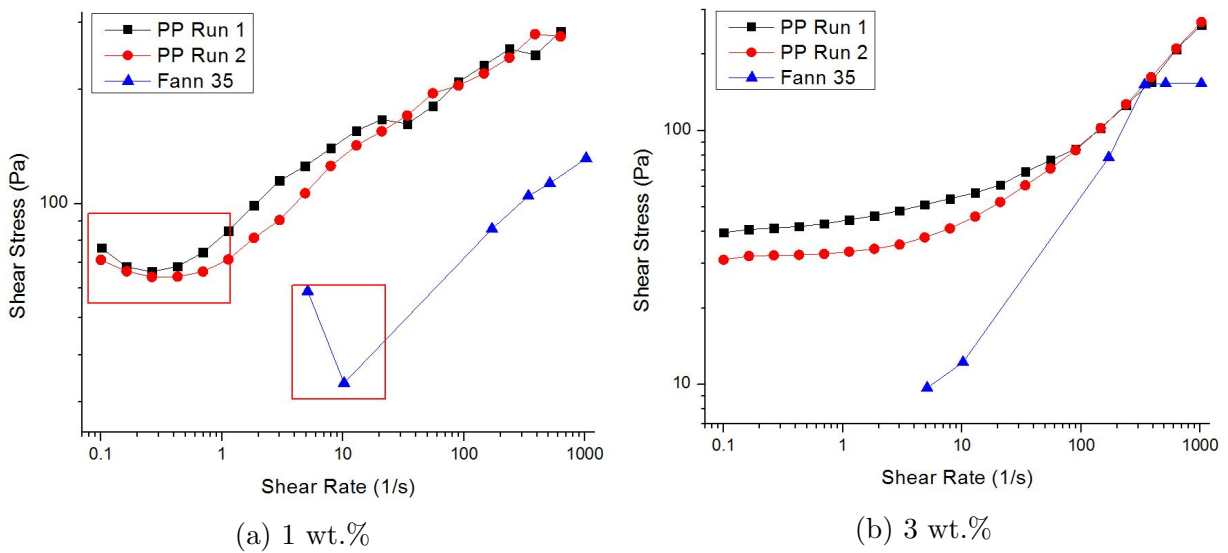 PP Run 1
PP Run 2
Fann 35
Shear Stress (Pa)
100
0.1 1 10 100 1000
Shear Rate (1/s)
(a) 1 wt.%
PP Run 1
PP Run 2
Fann 35
Shear Stress (Pa)
100
10
0.1 1 10 100 1000
Shear Rate (1/s)
(b) 3 wt.%